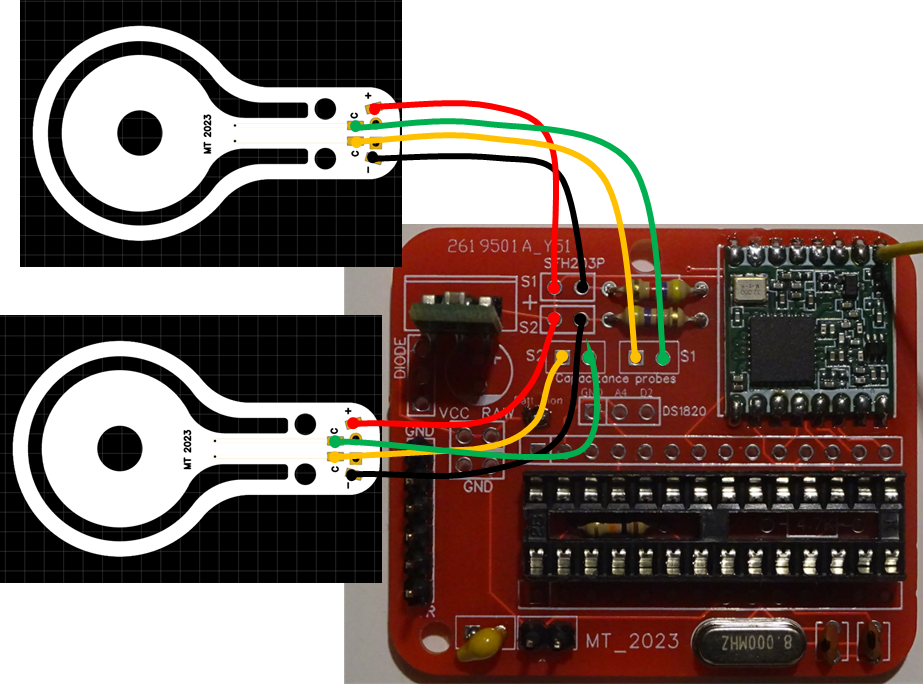 +
C
MT 2023
C
-
2619501A_Y51
STH203P
S1
+
S2
DIODE
S2
S1
Capacitance probes
GND A4 D2
DS1820
VCC RAW
GND
GND
+
C
MT 2023
C
-
MT_2023
8.000MHZ